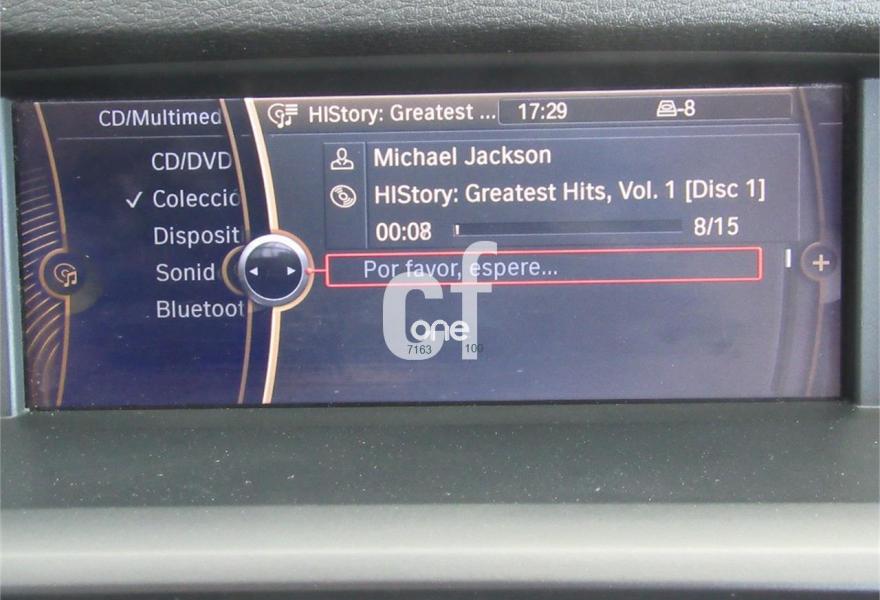 CD/Multimed
HIStory: Greatest ... 17:29 -8
CD/DVD
✓ Colecció
Disposit
Sonid
Bluetoot
Michael Jackson
HIStory: Greatest Hits, Vol. 1 [Disc 1]
00:08 8/15
Por favor, espere...
cf
one
7163 100